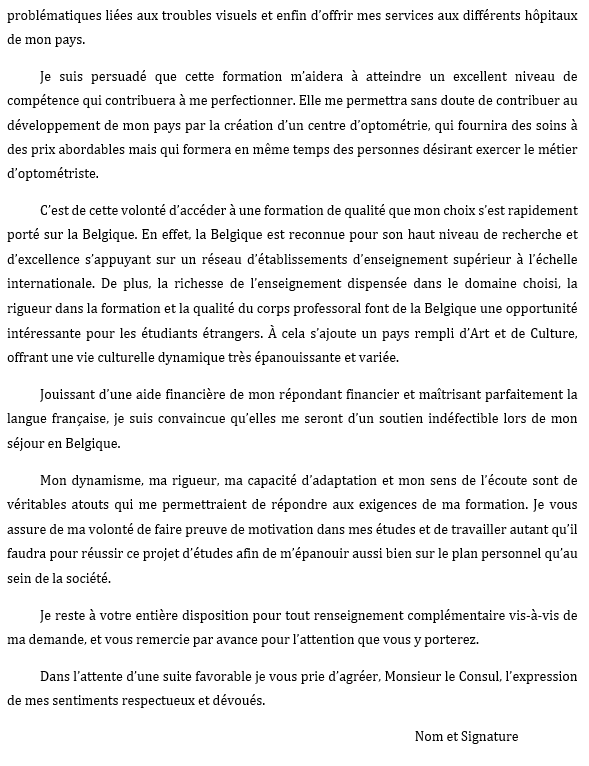 problématiques liées aux troubles visuels et enfin d’offrir mes services aux différents hôpitaux
de mon pays.
Je suis persuadé que cette formation m’aidera à atteindre un excellent niveau de
compétence qui contribuera à me perfectionner. Elle me permettra sans doute de contribuer au
développement de mon pays par la création d’un centre d’optométrie, qui fournira des soins à
des prix abordables mais qui formera en même temps des personnes désirant exercer le métier
d’optométriste.
C’est de cette volonté d’accéder à une formation de qualité que mon choix s’est rapidement
porté sur la Belgique. En effet, la Belgique est reconnue pour son haut niveau de recherche et
d’excellence s’appuyant sur un réseau d’établissements d’enseignement supérieur à l’échelle
internationale. De plus, la richesse de l’enseignement dispensée dans le domaine choisi, la
rigueur dans la formation et la qualité du corps professoral font de la Belgique une opportunité
intéressante pour les étudiants étrangers. À cela s’ajoute un pays rempli d’Art et de Culture,
offrant une vie culturelle dynamique très épanouissante et variée.
Jouissant d’une aide financière de mon répondant financier et maîtrisant parfaitement la
langue française, je suis convaincue qu’elles me seront d’un soutien indéfectible lors de mon
séjour en Belgique.
Mon dynamisme, ma rigueur, ma capacité d’adaptation et mon sens de l’écoute sont de
véritables atouts qui me permettraient de répondre aux exigences de ma formation. Je vous
assure de ma volonté de faire preuve de motivation dans mes études et de travailler autant qu’il
faudra pour réussir ce projet d’études afin de m’épanouir aussi bien sur le plan personnel qu’au
sein de la société.
Je reste à votre entière disposition pour tout renseignement complémentaire vis-à-vis de
ma demande, et vous remercie par avance pour l’attention que vous y porterez.
Dans l’attente d’une suite favorable je vous prie d’agréer, Monsieur le Consul, l’expression
de mes sentiments respectueux et dévoués.
Nom et Signature